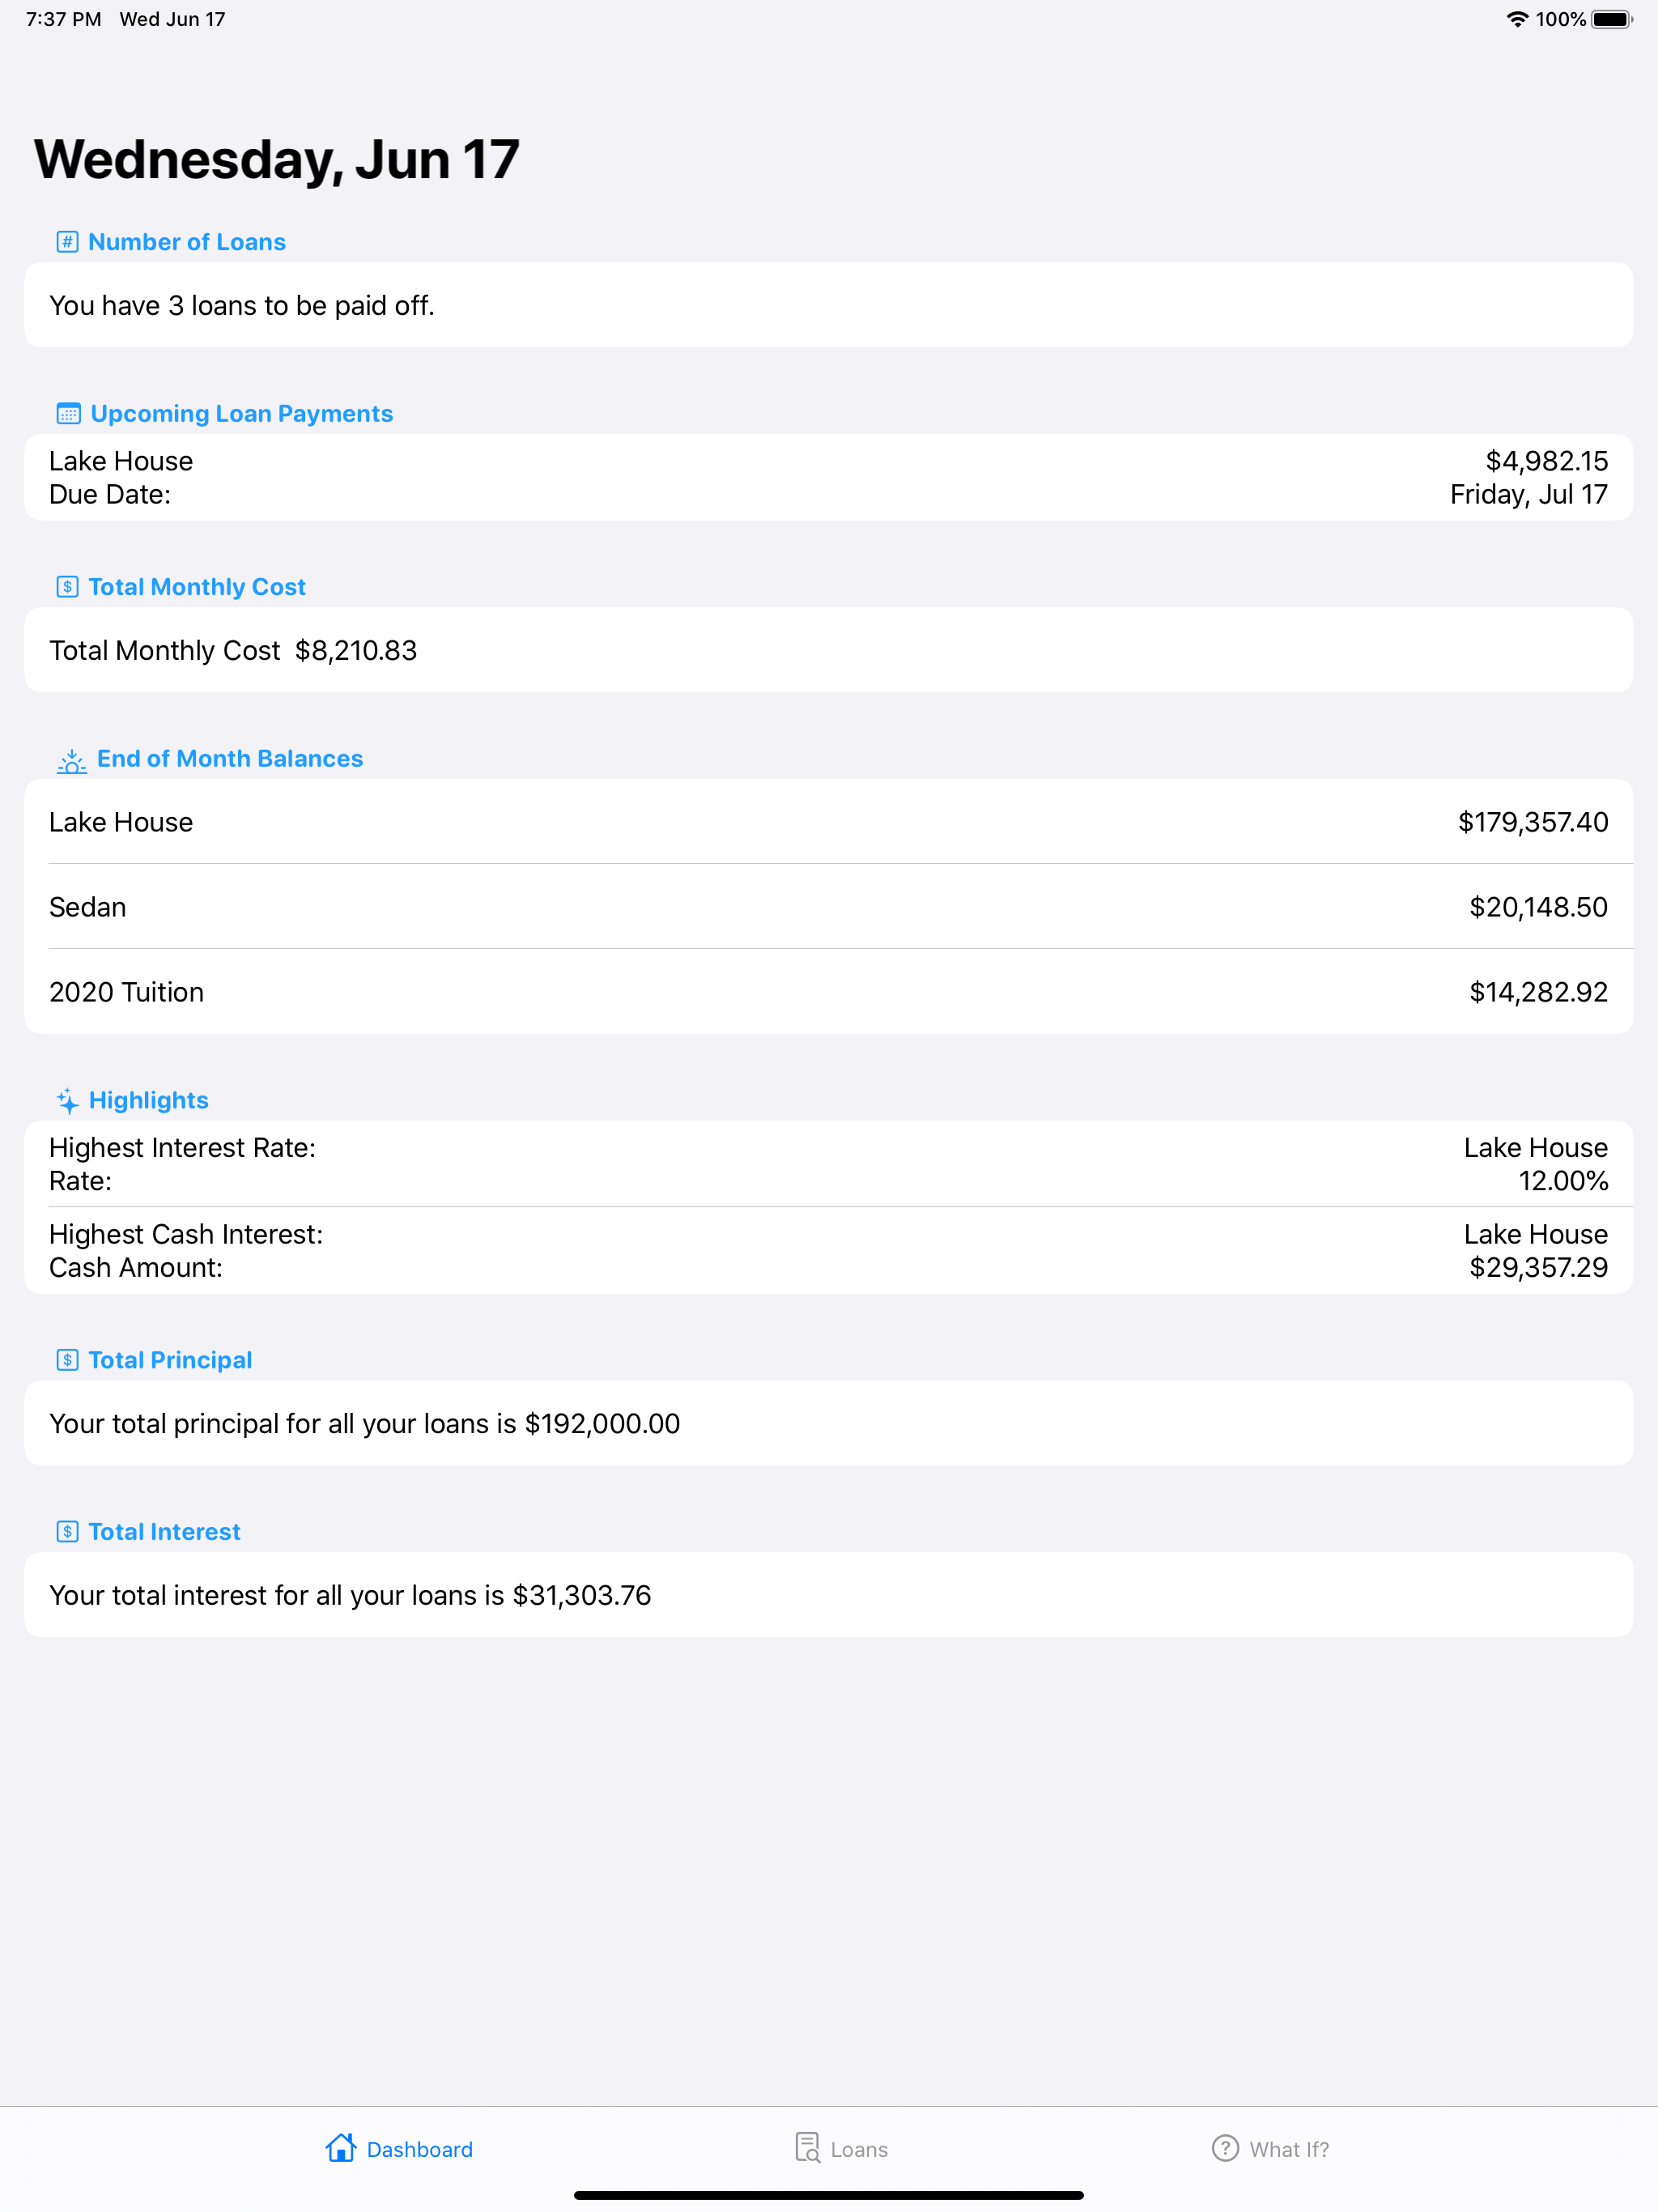 7:37 PM Wed Jun 17
100%
Wednesday, Jun 17
# Number of Loans
You have 3 loans to be paid off.
Upcoming Loan Payments
Lake House $4,982.15
Due Date: Friday, Jul 17
$ Total Monthly Cost
Total Monthly Cost $8,210.83
End of Month Balances
Lake House $179,357.40
Sedan $20,148.50
2020 Tuition $14,282.92
Highlights
Highest Interest Rate: Lake House
Rate: 12.00%
Highest Cash Interest: Lake House
Cash Amount: $29,357.29
$ Total Principal
Your total principal for all your loans is $192,000.00
$ Total Interest
Your total interest for all your loans is $31,303.76
Dashboard Loans ? What If?